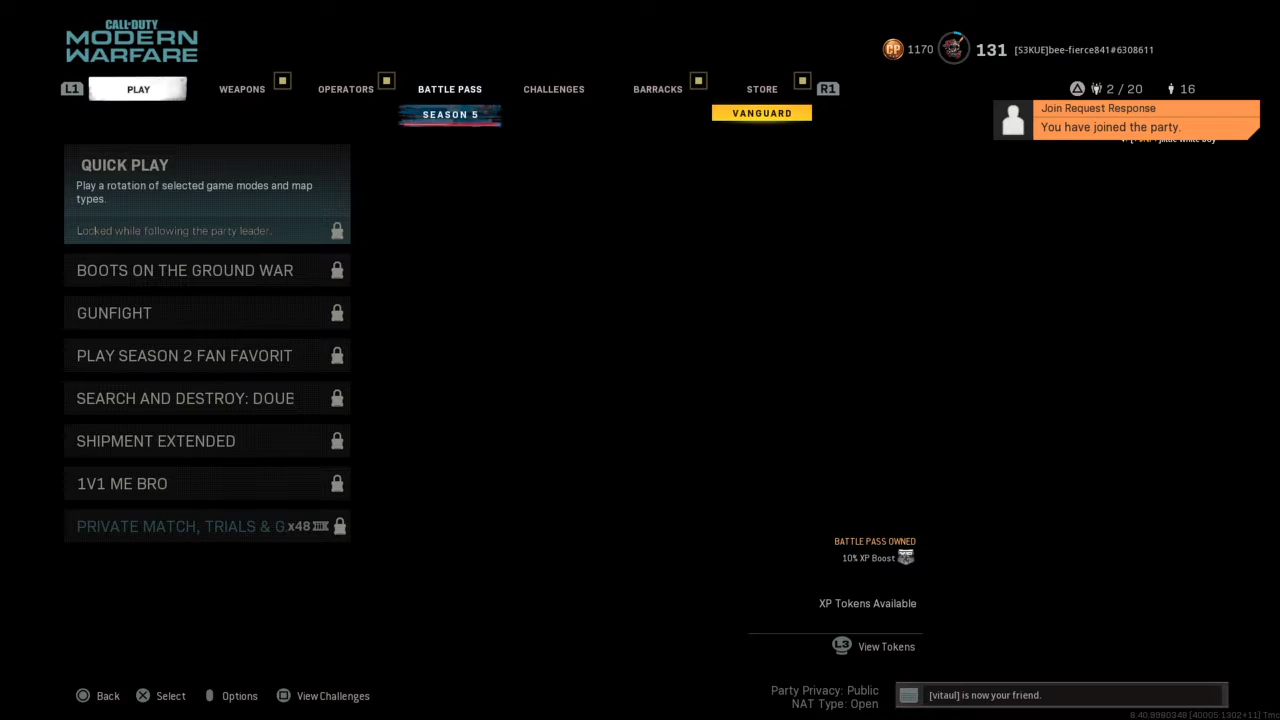 CALL·DUTY
MODERN
WARFARE
CP 1170 131 [S3KUE]bee-fierce841#6308611
L1 PLAY WEAPONS OPERATORS BATTLE PASS CHALLENGES BARRACKS STORE R1
SEASON 5
VANGUARD
2 / 20 16
Join Request Response
You have joined the party.
QUICK PLAY
Play a rotation of selected game modes and map
types.
Locked while following the party leader.
BOOTS ON THE GROUND WAR
GUNFIGHT
PLAY SEASON 2 FAN FAVORIT
SEARCH AND DESTROY: DOUB
SHIPMENT EXTENDED
1V1 ME BRO
PRIVATE MATCH, TRIALS & G. x48
BATTLE PASS OWNED
10% XP Boost
XP Tokens Available
L3 View Tokens
Back Select Options View Challenges
Party Privacy: Public
NAT Type: Open
[vitaul] is now your friend.